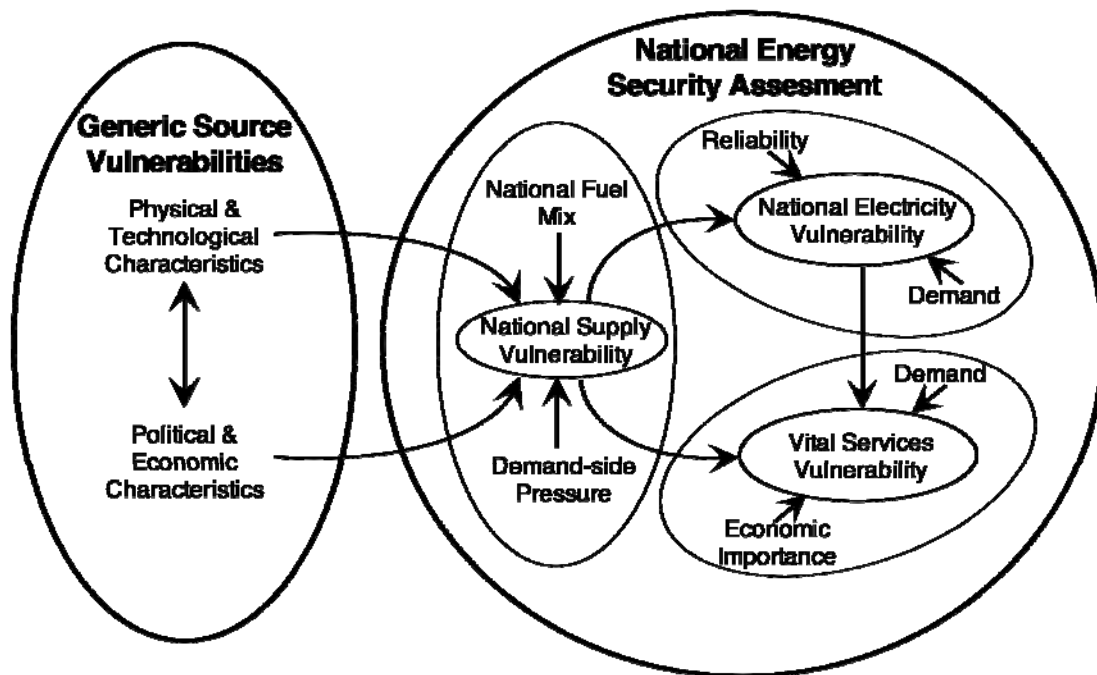 Generic Source
Vulnerabilities
Physical &
Technological
Characteristics
Political &
Economic
Characteristics
National Energy
Security Assesment
National Fuel
Mix
National Supply
Vulnerability
Demand-side
Pressure
Reliability
National Electricity
Vulnerability
Demand
Demand
Vital Services
Vulnerability
Economic
Importance